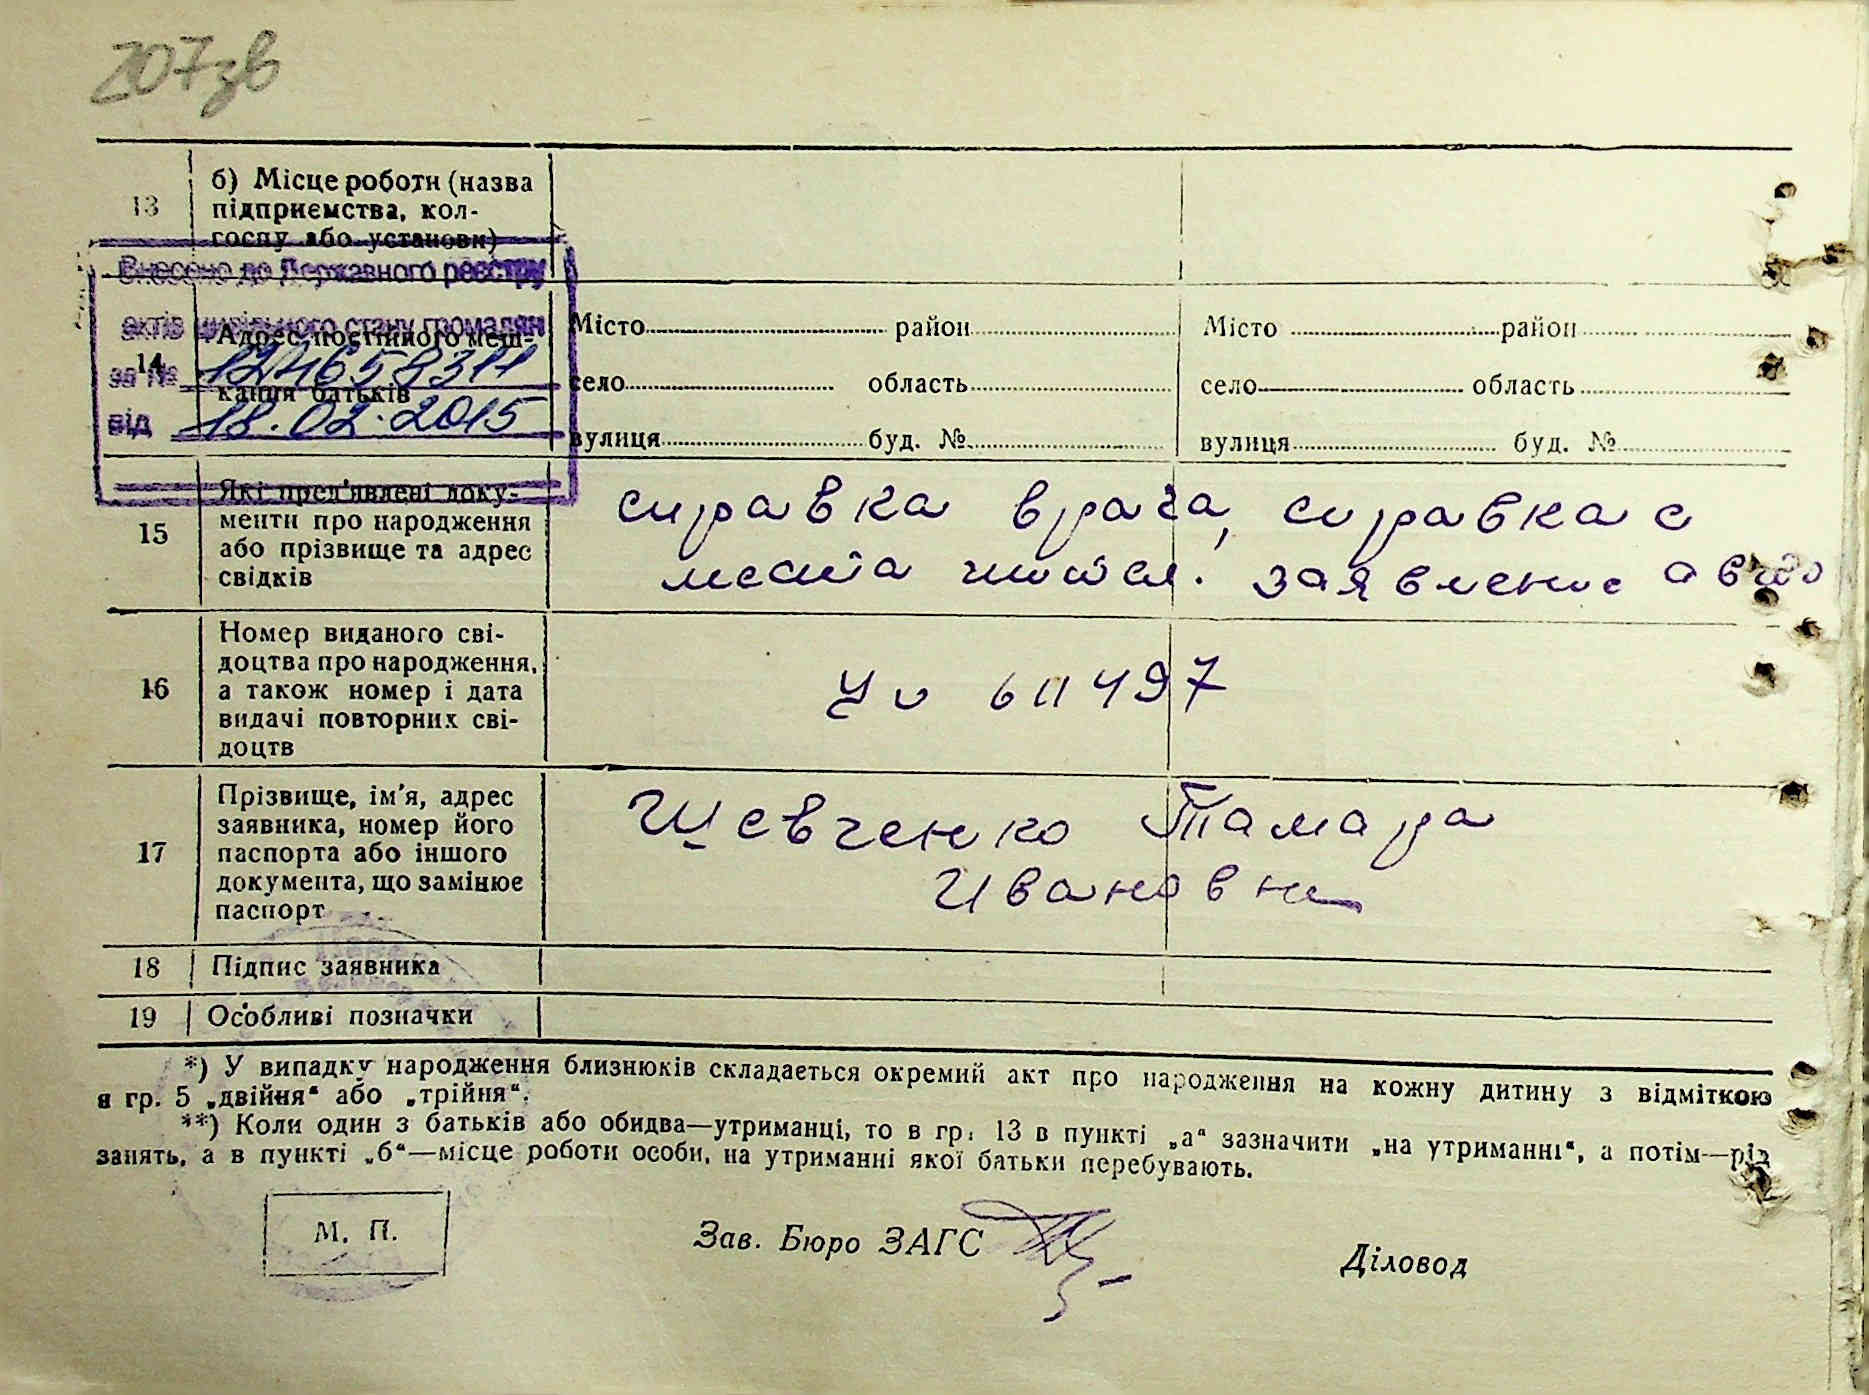 207зв
13
б) Місце роботи (назва
підприємства, кол-
госпу або установи)
Внесено до Державного реєстру
актів цивільного стану громадян
за №
від 18.02.2015
14
Адрес постійного меш-
кання батьків
Місто район Місто район
село область село область
вулиця буд. № вулиця буд. №
15
Які пред'явлені доку-
менти про народження
або прізвище та адрес
свідків
справка врача, справка с
места заявление
16
Номер виданого сві-
доцтва про народження,
а також номер і дата
видачі повторних сві-
доцтв
611497
17
Прізвище, ім'я, адрес
заявника, номер його
паспорта або іншого
документа, що замінює
паспорт
Шевченко Тамара
Ивановна
18 Підпис заявника
19 Особливі позначки
*) У випадку народження близнюків складається окремий акт про народження на кожну дитину з відміткою
в гр. 5 „двійня“ або „трійня“.
**) Коли один з батьків або обидва—утриманці, то в гр. 13 в пункті „а“ зазначити „на утриманні“, а потім—рід
занять, а в пункті „б“—місце роботи особи, на утриманні якої батьки перебувають.
М. П.
Зав. Бюро ЗАГС
Діловод